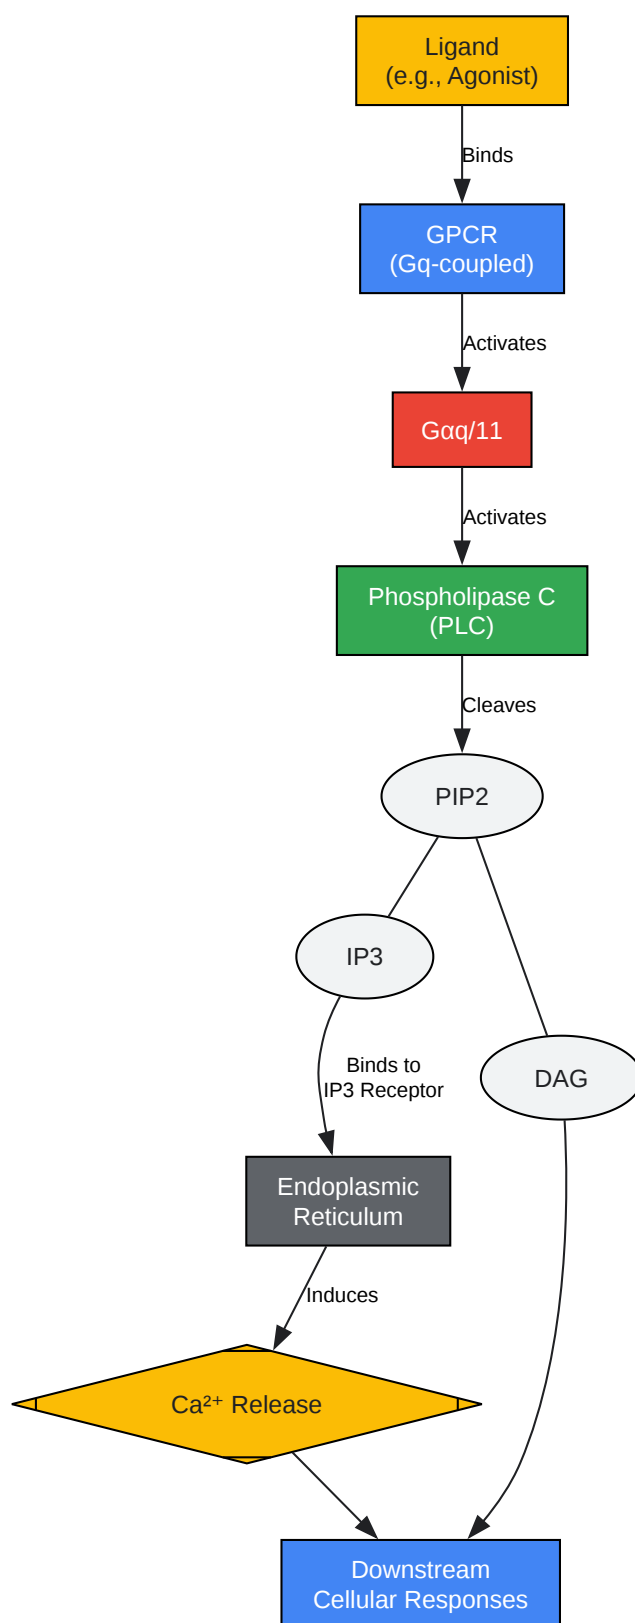 Ligand
(e.g., Agonist)
Binds
GPCR
(Gq-coupled)
Activates
Gαq/11
Activates
Phospholipase C
(PLC)
Cleaves
PIP2
IP3
Binds to
IP3 Receptor
DAG
Endoplasmic
Reticulum
Induces
Ca²⁺ Release
Downstream
Cellular Responses